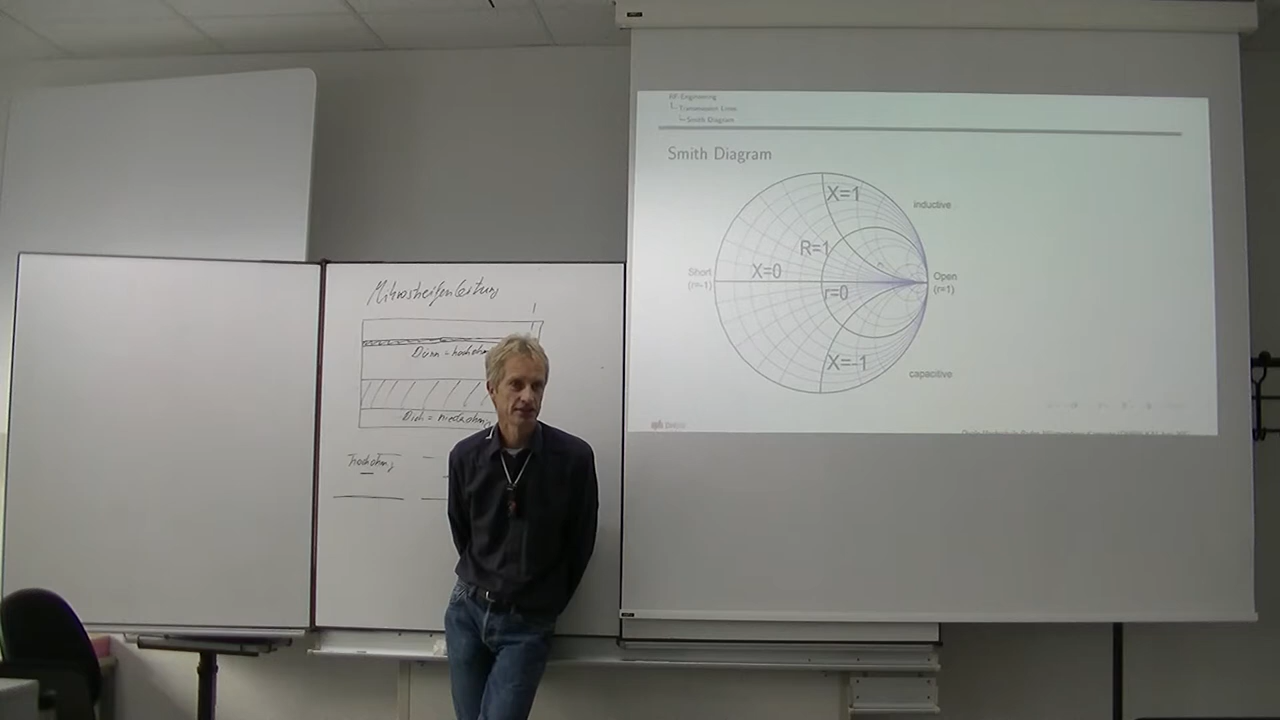 Mikrostreifenleitung
Dünn = hochohm
Dick = niederohmig
hochohmig
RF-Engineering
Transmission Lines
Smith Diagram
Smith Diagram
X=1
inductive
R=1
X=0
Short
(r=-1)
Open
(r=1)
r=0
X=-1
capacitive